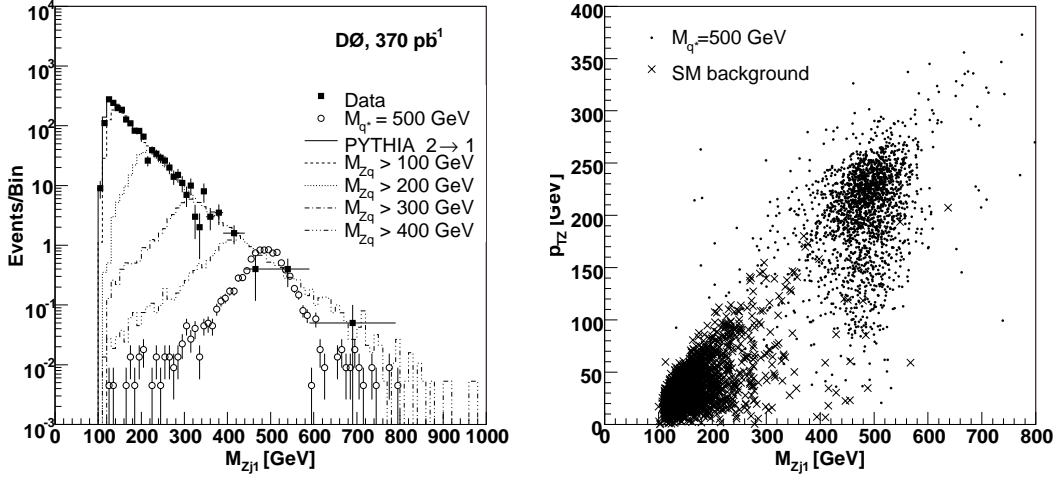 DØ, 370 pb⁻¹
Events/Bin
10³
10²
10
1
10⁻¹
10⁻²
10⁻³
Data
M_q* = 500 GeV
PYTHIA 2→ 1
M_Zq > 100 GeV
M_Zq > 200 GeV
M_Zq > 300 GeV
M_Zq > 400 GeV
0 100 200 300 400 500 600 700 800 900 1000
M_Zj1 [GeV]
p_TZ [GeV]
400
350
300
250
200
150
100
50
0
M_q*=500 GeV
SM background
0 100 200 300 400 500 600 700 800
M_Zj1 [GeV]